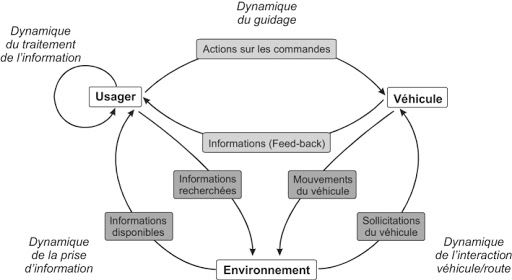 Dynamique
du guidage
Dynamique
du traitement
de l'information
Actions sur les commandes
Usager
Véhicule
Informations (Feed-back)
Informations
recherchées
Mouvements
du véhicule
Informations
disponibles
Sollicitations
du véhicule
Dynamique
de la prise
d'information
Environnement
Dynamique
de l'interaction
véhicule/route